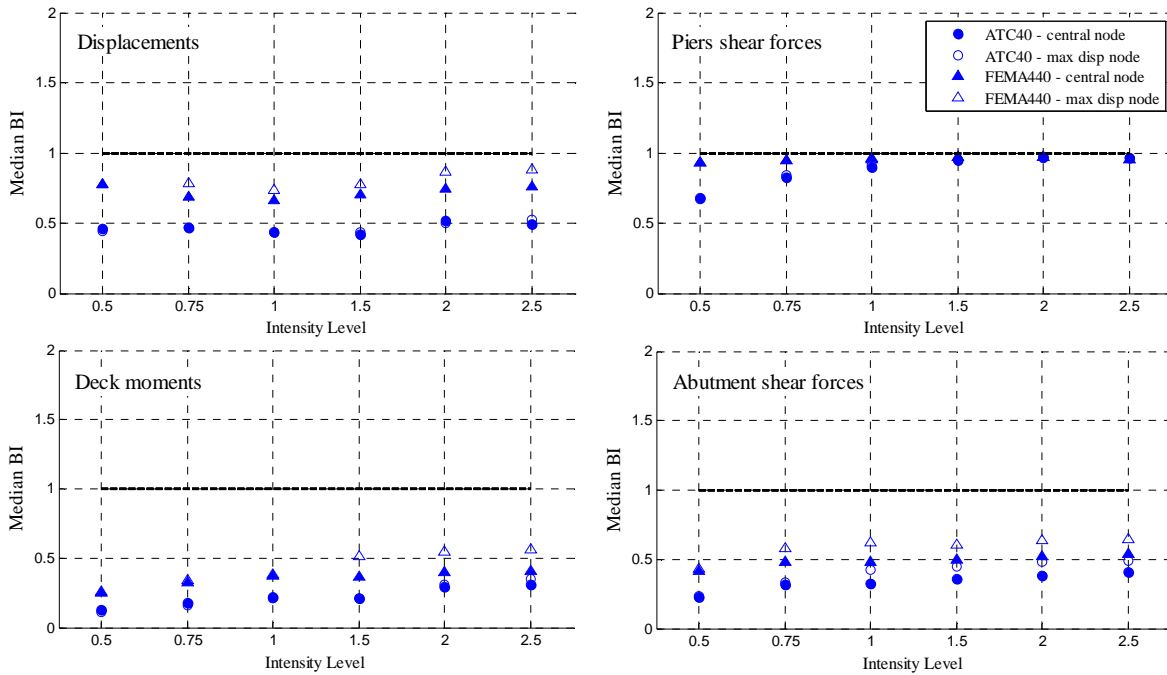 Displacements
Median BI
2
1.5
1
0.5
0
0.5 0.75 1 1.5 2 2.5
Intensity Level
Piers shear forces
ATC40 - central node
ATC40 - max disp node
FEMA440 - central node
FEMA440 - max disp node
Median BI
2
1.5
1
0.5
0
0.5 0.75 1 1.5 2 2.5
Intensity Level
Deck moments
Median BI
2
1.5
1
0.5
0
0.5 0.75 1 1.5 2 2.5
Intensity Level
Abutment shear forces
Median BI
2
1.5
1
0.5
0
0.5 0.75 1 1.5 2 2.5
Intensity Level